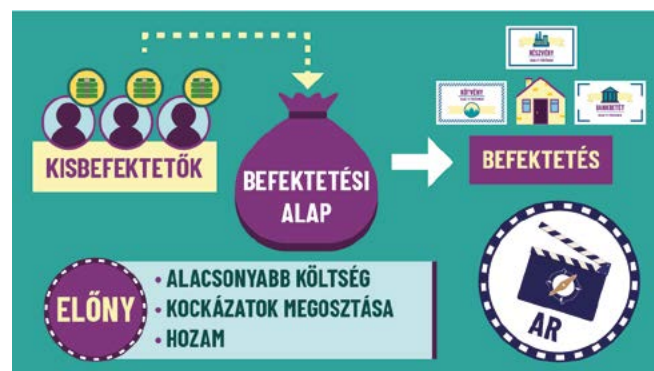 RÉSZVÉNY
KÖTVÉNY
BANKBETÉT
KISBEFEKTETŐK
BEFEKTETÉSI
ALAP
BEFEKTETÉS
ELŐNY
• ALACSONYABB KÖLTSÉG
• KOCKÁZATOK MEGOSZTÁSA
• HOZAM
AR